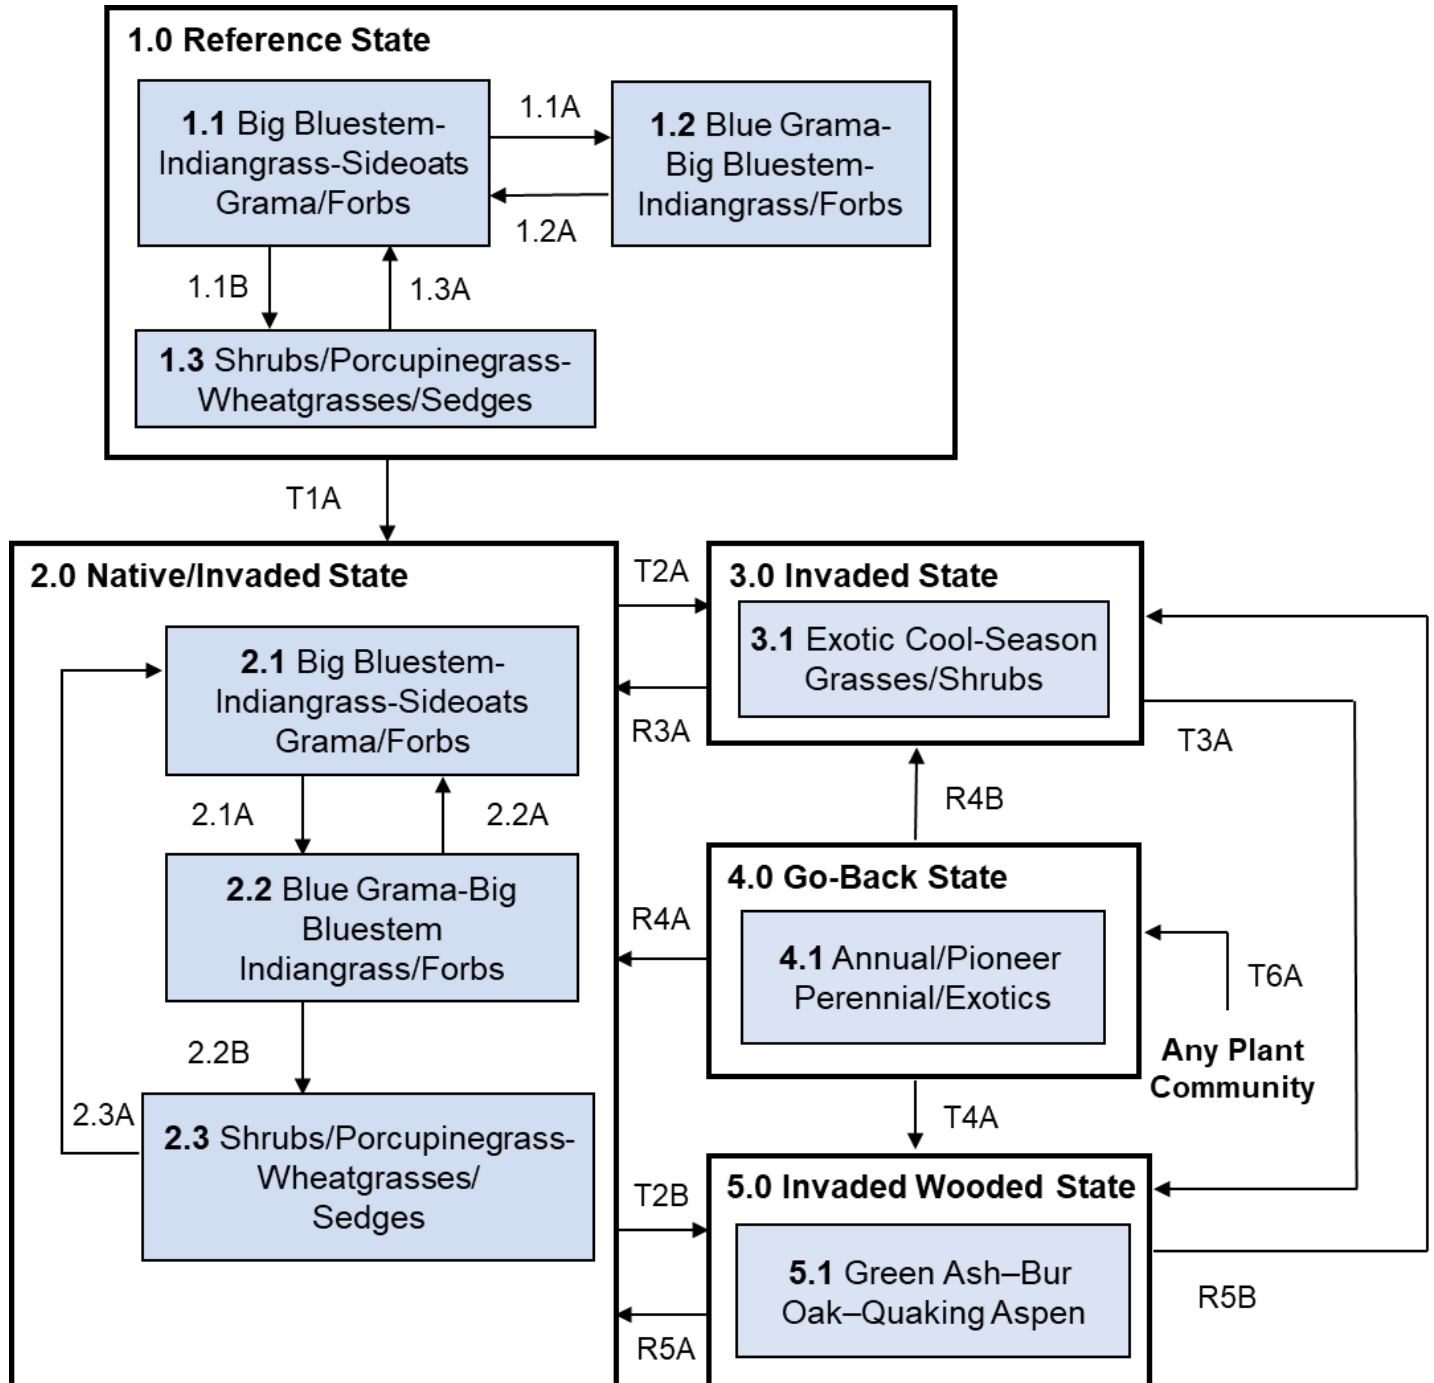 1.0 Reference State
1.1 Big Bluestem-
Indiangrass-Sideoats
Grama/Forbs
1.1A
1.2A
1.2 Blue Grama-
Big Bluestem-
Indiangrass/Forbs
1.1B
1.3A
1.3 Shrubs/Porcupinegrass-
Wheatgrasses/Sedges
T1A
2.0 Native/Invaded State
2.1 Big Bluestem-
Indiangrass-Sideoats
Grama/Forbs
2.1A
2.2A
2.2 Blue Grama-Big
Bluestem
Indiangrass/Forbs
2.2B
2.3A
2.3 Shrubs/Porcupinegrass-
Wheatgrasses/
Sedges
T2A
R3A
3.0 Invaded State
3.1 Exotic Cool-Season
Grasses/Shrubs
T3A
R4B
R4A
4.0 Go-Back State
4.1 Annual/Pioneer
Perennial/Exotics
T6A
Any Plant
Community
T4A
T2B
R5A
5.0 Invaded Wooded State
5.1 Green Ash–Bur
Oak–Quaking Aspen
R5B